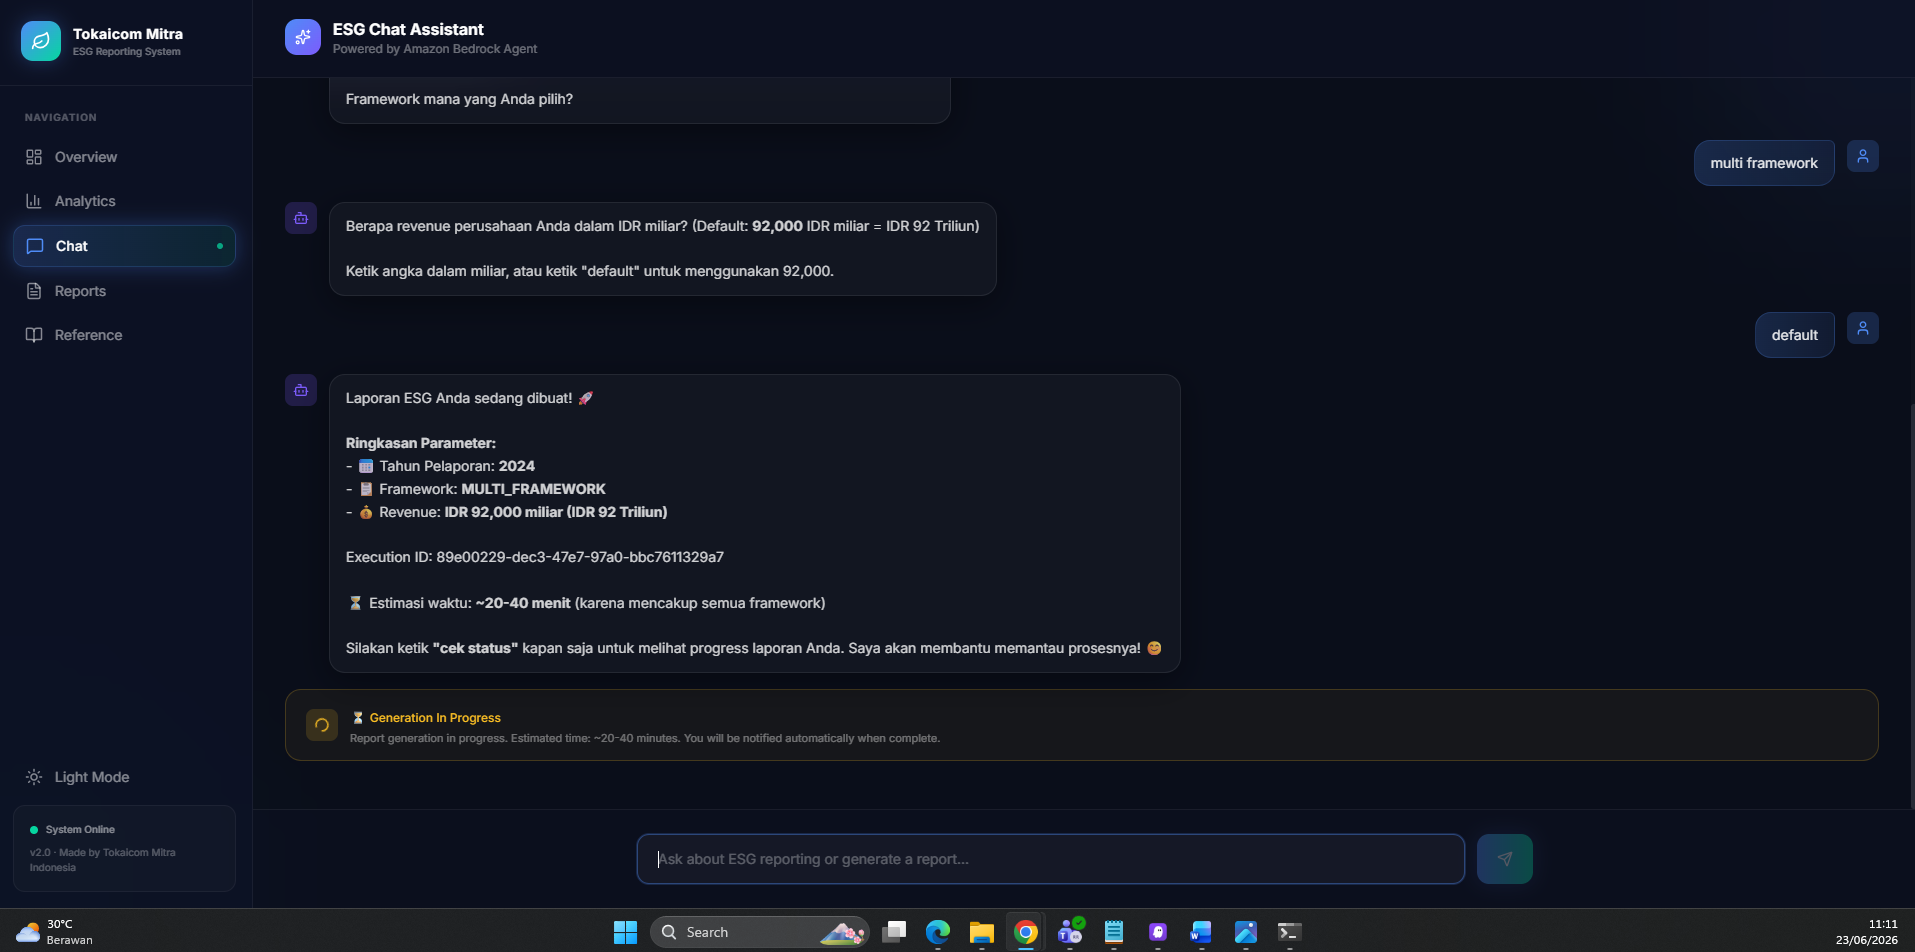 Tokaicom Mitra
ESG Reporting System
NAVIGATION
Overview
Analytics
Chat
Reports
Reference
Light Mode
System Online
v2.0 · Made by Tokaicom Mitra
Indonesia
ESG Chat Assistant
Powered by Amazon Bedrock Agent
Framework mana yang Anda pilih?
multi framework
Berapa revenue perusahaan Anda dalam IDR miliar? (Default: 92,000 IDR miliar = IDR 92 Triliun)
Ketik angka dalam miliar, atau ketik "default" untuk menggunakan 92,000.
default
Laporan ESG Anda sedang dibuat! 🚀
Ringkasan Parameter:
- 📅 Tahun Pelaporan: 2024
- 📋 Framework: MULTI_FRAMEWORK
- 💰 Revenue: IDR 92,000 miliar (IDR 92 Triliun)
Execution ID: 89e00229-dec3-47e7-97a0-bbc7611329a7
⏳ Estimasi waktu: ~20-40 menit (karena mencakup semua framework)
Silakan ketik "cek status" kapan saja untuk melihat progress laporan Anda. Saya akan membantu memantau prosesnya! 😊
⏳ Generation In Progress
Report generation in progress. Estimated time: ~20-40 minutes. You will be notified automatically when complete.
Ask about ESG reporting or generate a report...
30°C
Berawan
Search
11:11
23/06/2026